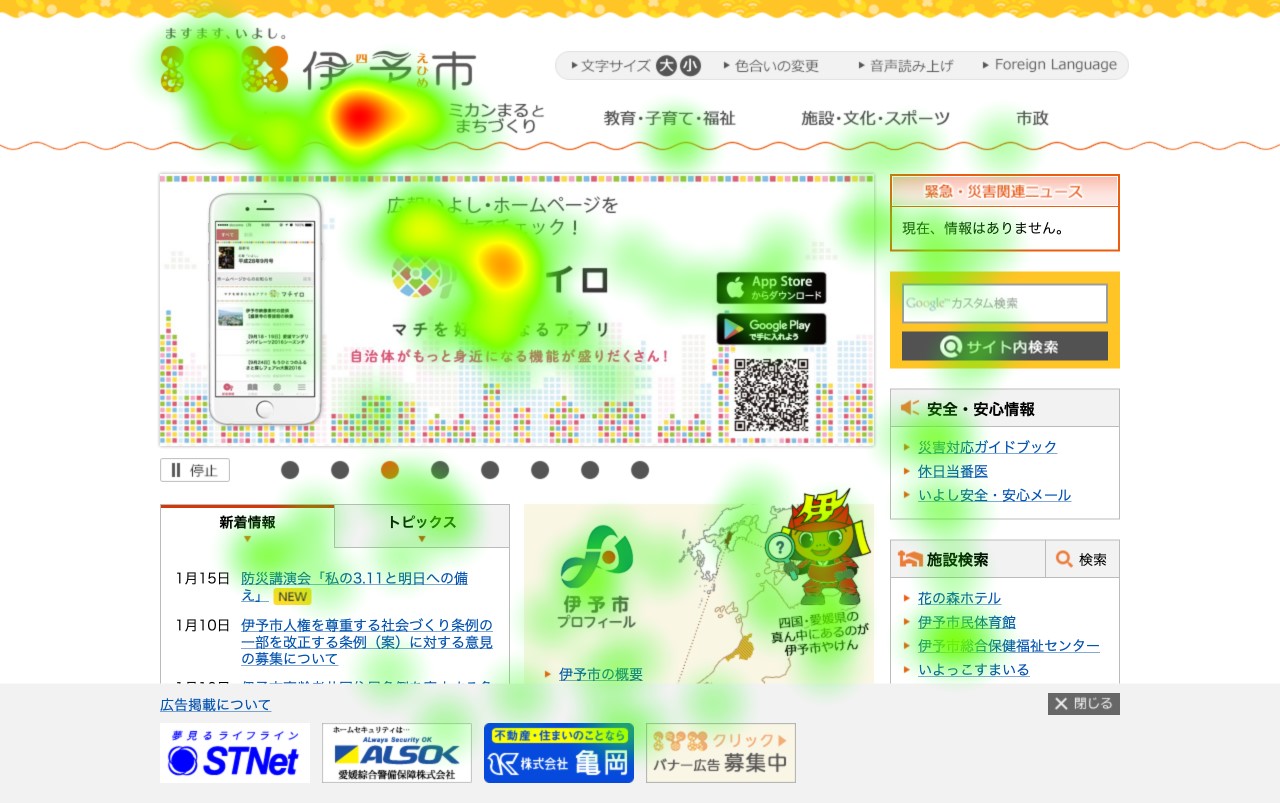 ますます、いよし。
伊予市
四
えひめ
文字サイズ 大 小
色合いの変更
音声読み上げ
Foreign Language
ミカンまるとまちづくり
教育・子育て・福祉
施設・文化・スポーツ
市政
広報いよし・ホームページを
チェック！
イロ
マチを好
なるアプリ
自治体がもっと身近になる機能が盛りだくさん！
App Store
からダウンロード
Google Play
で手に入れよう
緊急・災害関連ニュース
現在、情報はありません。
Google™カスタム検索
サイト内検索
安全・安心情報
災害対応ガイドブック
休日当番医
いよし安全・安心メール
停止
新着情報
トピックス
1月15日 防災講演会「私の3.11と明日への備
え」 NEW
1月10日 伊予市人権を尊重する社会づくり条例の
一部を改正する条例（案）に対する意見
の募集について
伊予市
プロフィール
伊
?
四国・愛媛県の
真ん中にあるのが
伊予市やけん
伊予市の概要
施設検索
検索
花の森ホテル
伊予市民体育館
伊予市総合保健福祉センター
いよっこすまいる
広告掲載について
閉じる
夢見るライフライン
STNet
ホームセキュリティは…
ALways Security OK
ALSOK
愛媛綜合警備保障株式会社
不動産・住まいのことなら
株式会社 亀岡
クリック
バナー広告 募集中